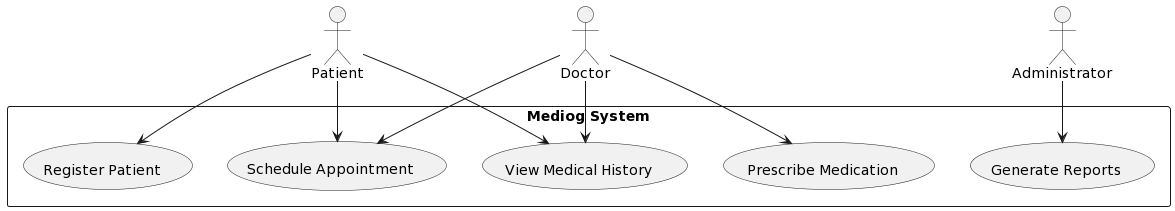 Patient
Doctor
Administrator
Mediog System
Register Patient
Schedule Appointment
View Medical History
Prescribe Medication
Generate Reports